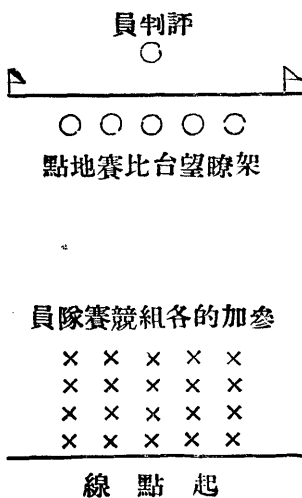 評判員
架瞭望台比賽地點
參加的各組競賽隊員
起點線